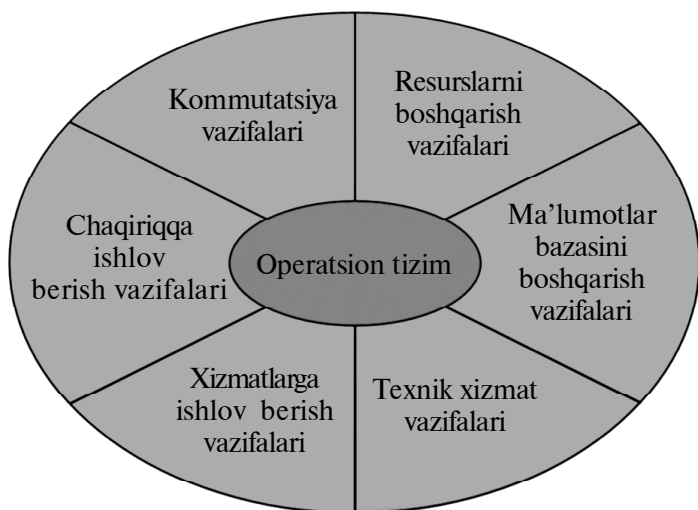 Kommutatsiya
vazifalari
Resurslarni
boshqarish
vazifalari
Chaqiriqqa
ishlov
berish vazifalari
Operatsion tizim
Ma’lumotlar
bazasini
boshqarish
vazifalari
Xizmatlarga
ishlov berish
vazifalari
Texnik xizmat
vazifalari